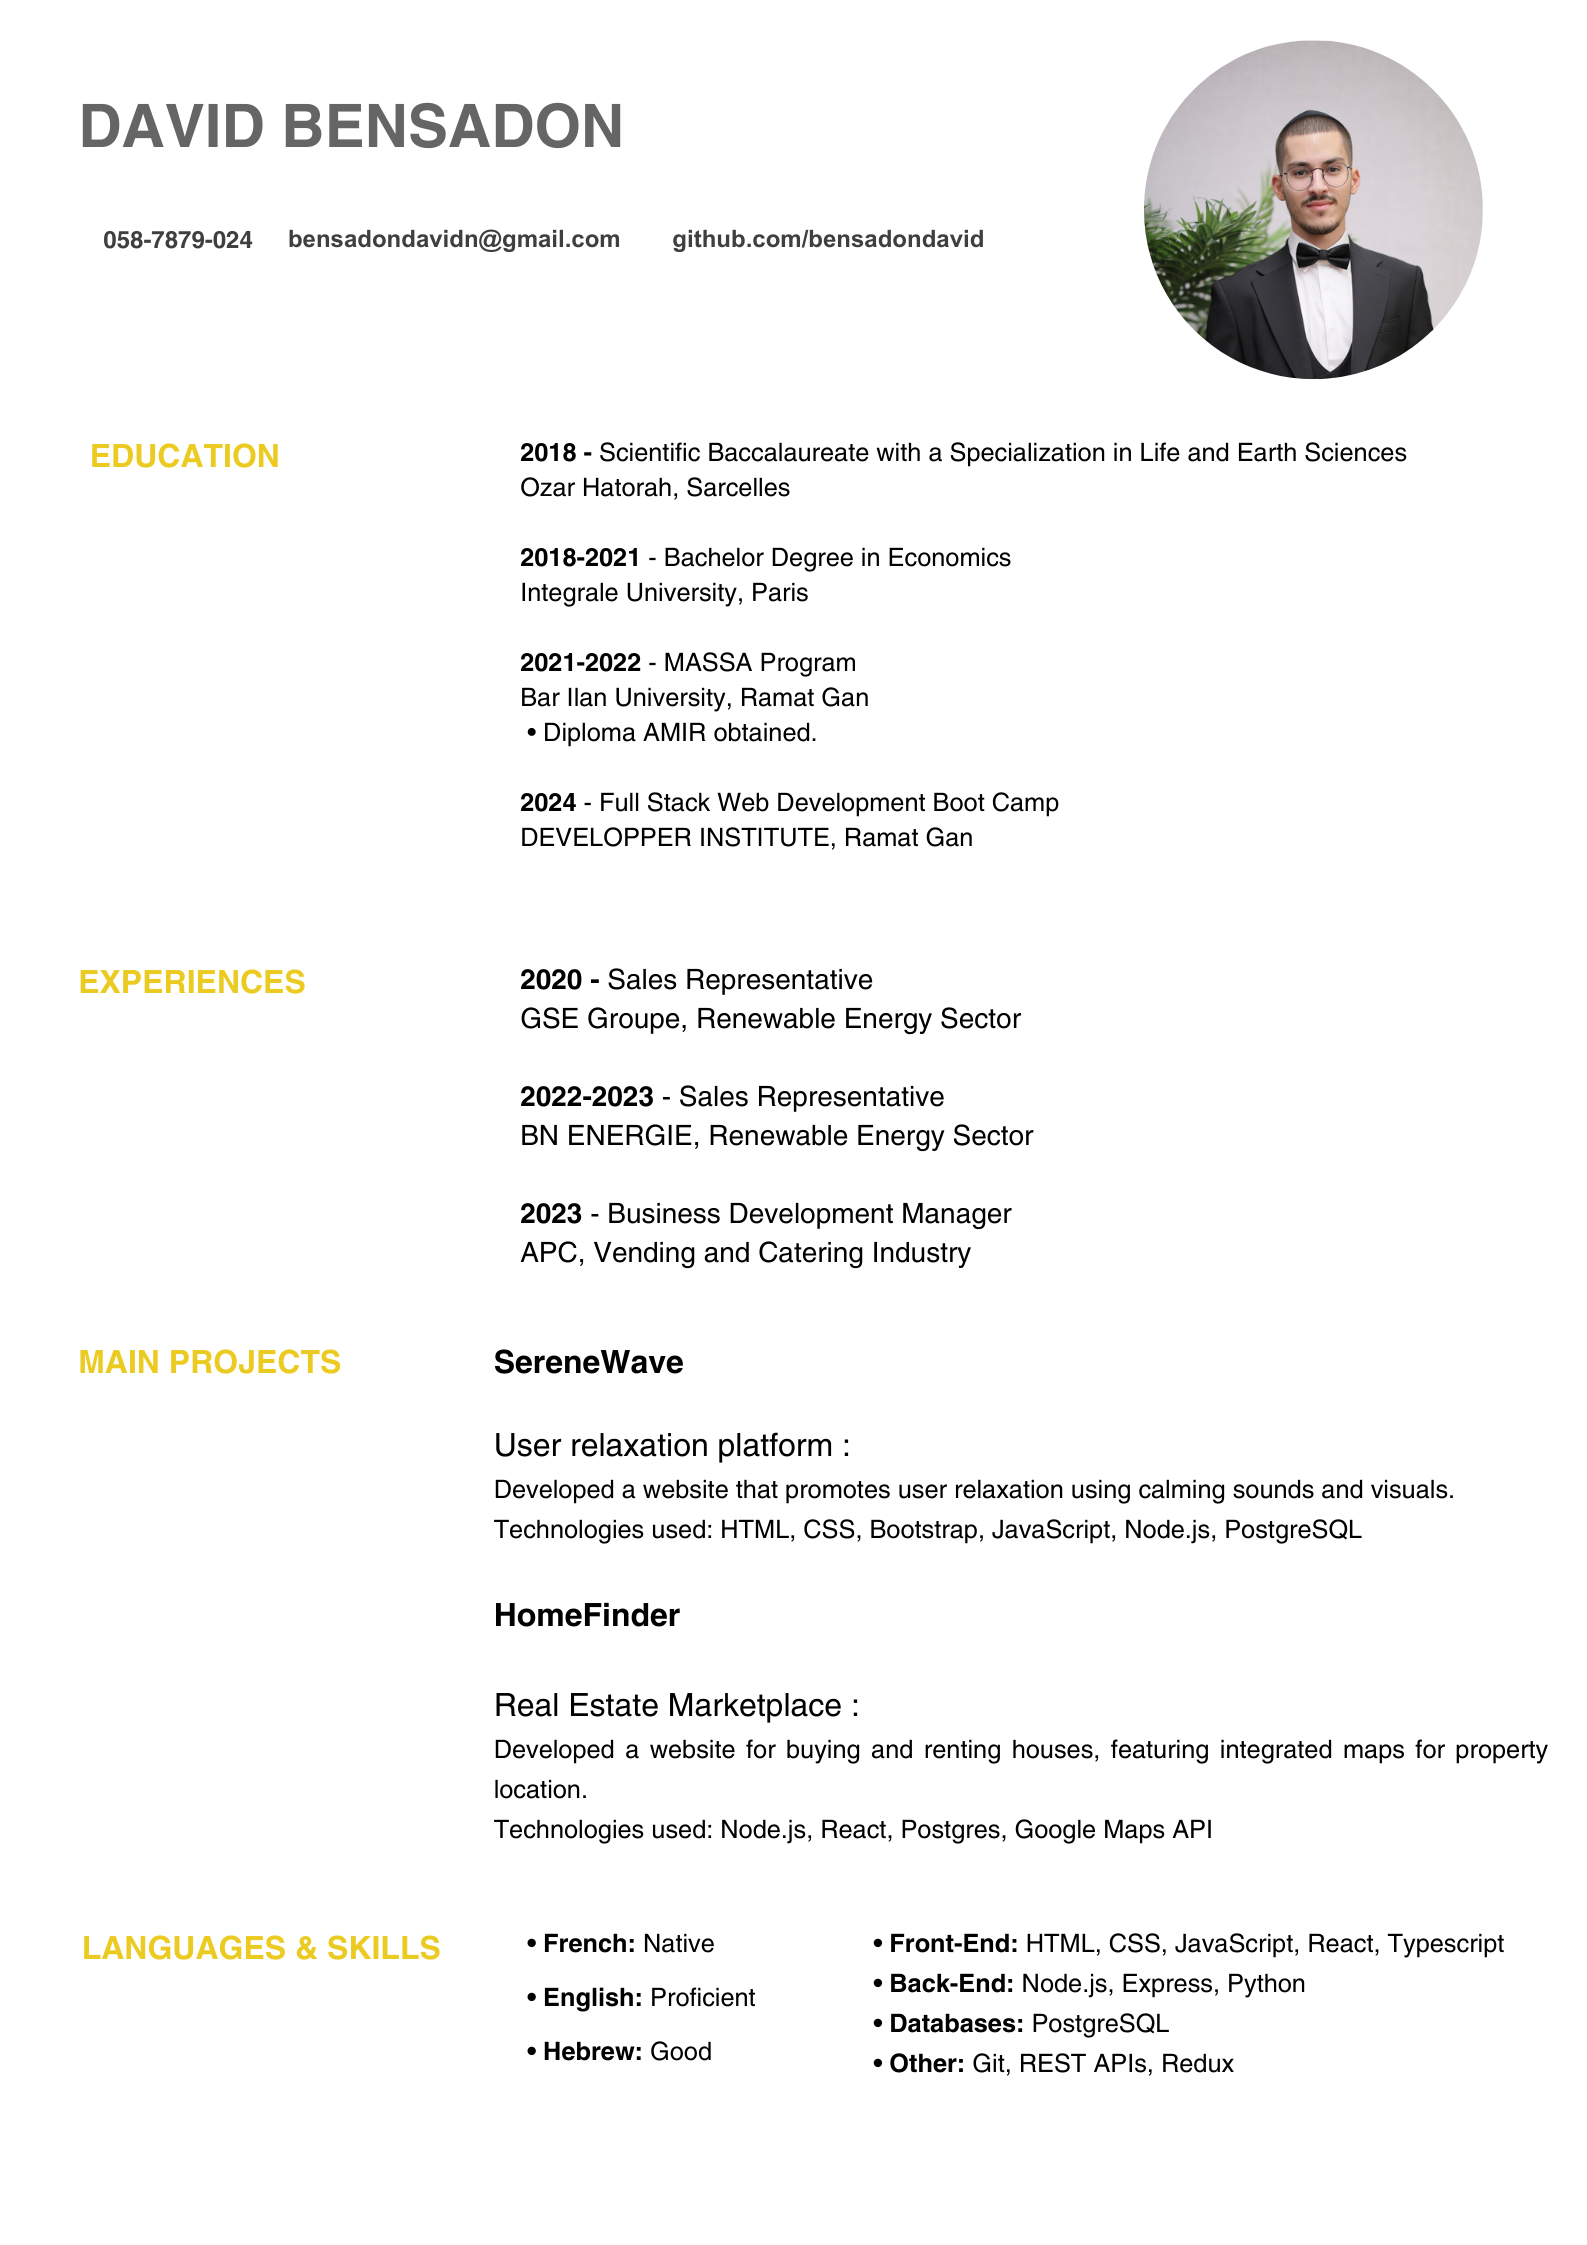 DAVID BENSADON
058-7879-024 bensadondavidn@gmail.com github.com/bensadondavid
EDUCATION
2018 - Scientific Baccalaureate with a Specialization in Life and Earth Sciences
Ozar Hatorah, Sarcelles
2018-2021 - Bachelor Degree in Economics
Integrale University, Paris
2021-2022 - MASSA Program
Bar Ilan University, Ramat Gan
• Diploma AMIR obtained.
2024 - Full Stack Web Development Boot Camp
DEVELOPPER INSTITUTE, Ramat Gan
EXPERIENCES
2020 - Sales Representative
GSE Groupe, Renewable Energy Sector
2022-2023 - Sales Representative
BN ENERGIE, Renewable Energy Sector
2023 - Business Development Manager
APC, Vending and Catering Industry
MAIN PROJECTS
SereneWave
User relaxation platform :
Developed a website that promotes user relaxation using calming sounds and visuals.
Technologies used: HTML, CSS, Bootstrap, JavaScript, Node.js, PostgreSQL
HomeFinder
Real Estate Marketplace :
Developed a website for buying and renting houses, featuring integrated maps for property
location.
Technologies used: Node.js, React, Postgres, Google Maps API
LANGUAGES & SKILLS
• French: Native
• English: Proficient
• Hebrew: Good
• Front-End: HTML, CSS, JavaScript, React, Typescript
• Back-End: Node.js, Express, Python
• Databases: PostgreSQL
• Other: Git, REST APIs, Redux